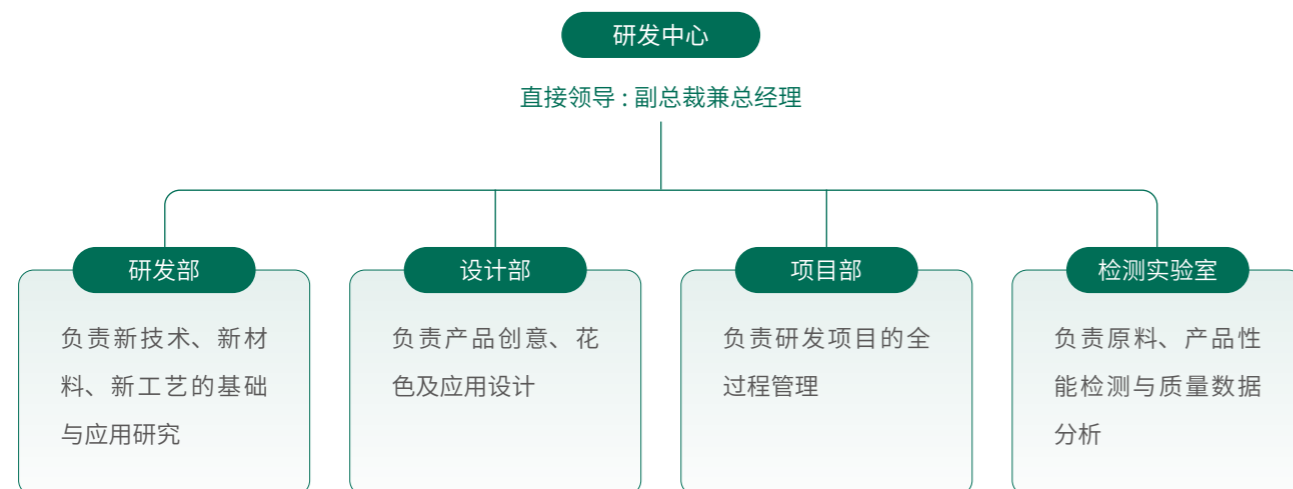 研发中心
直接领导：副总裁兼总经理
研发部
负责新技术、新材
料、新工艺的基础
与应用研究
设计部
负责产品创意、花
色及应用设计
项目部
负责研发项目的全
过程管理
检测实验室
负责原料、产品性
能检测与质量数据
分析